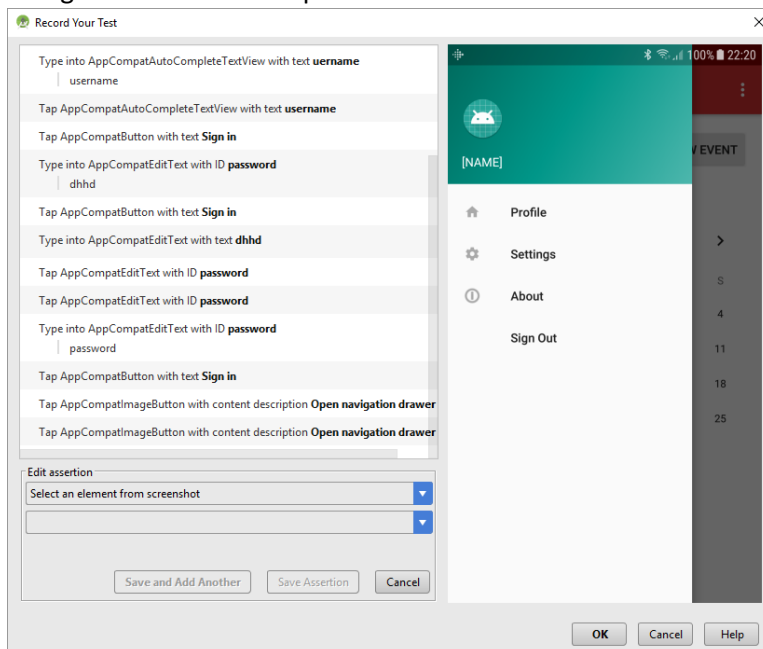 Record Your Test
Type into AppCompatAutoCompleteTextView with text uername
username
Tap AppCompatAutoCompleteTextView with text username
Tap AppCompatButton with text Sign in
Type into AppCompatEditText with ID password
dhhd
Tap AppCompatButton with text Sign in
Type into AppCompatEditText with text dhhd
Tap AppCompatEditText with ID password
Tap AppCompatEditText with ID password
Type into AppCompatEditText with ID password
password
Tap AppCompatButton with text Sign in
Tap AppCompatImageButton with content description Open navigation drawer
Tap AppCompatImageButton with content description Open navigation drawer
Edit assertion
Select an element from screenshot
Save and Add Another
Save Assertion
Cancel
100% 22:20
[NAME]
EVENT
Profile
Settings
About
Sign Out
S
4
11
18
25
OK
Cancel
Help